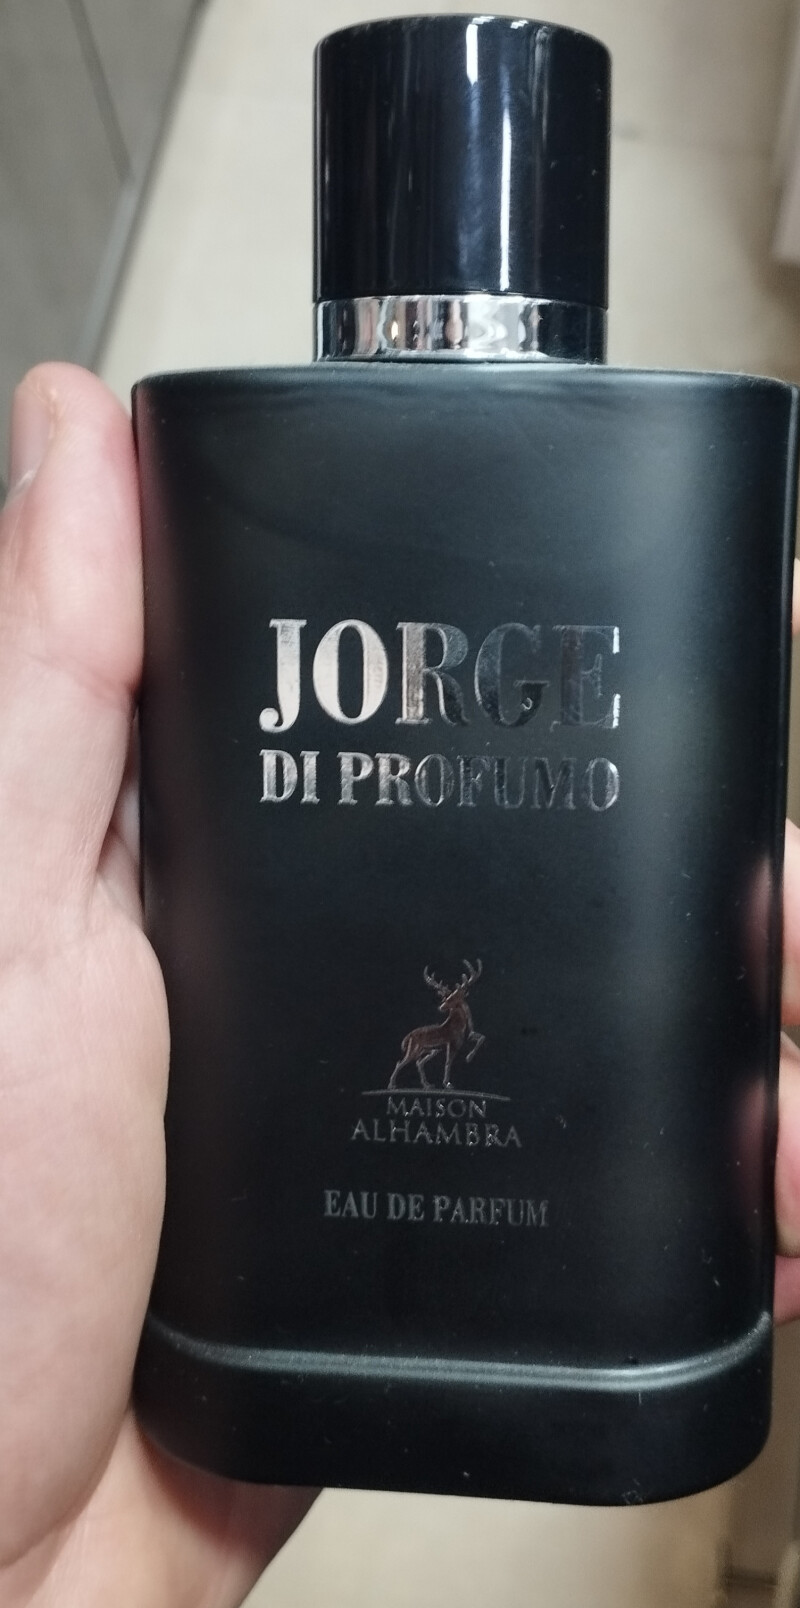 JORGE
DI PROFUMO
MAISON
ALHAMBRA
EAU DE PARFUM